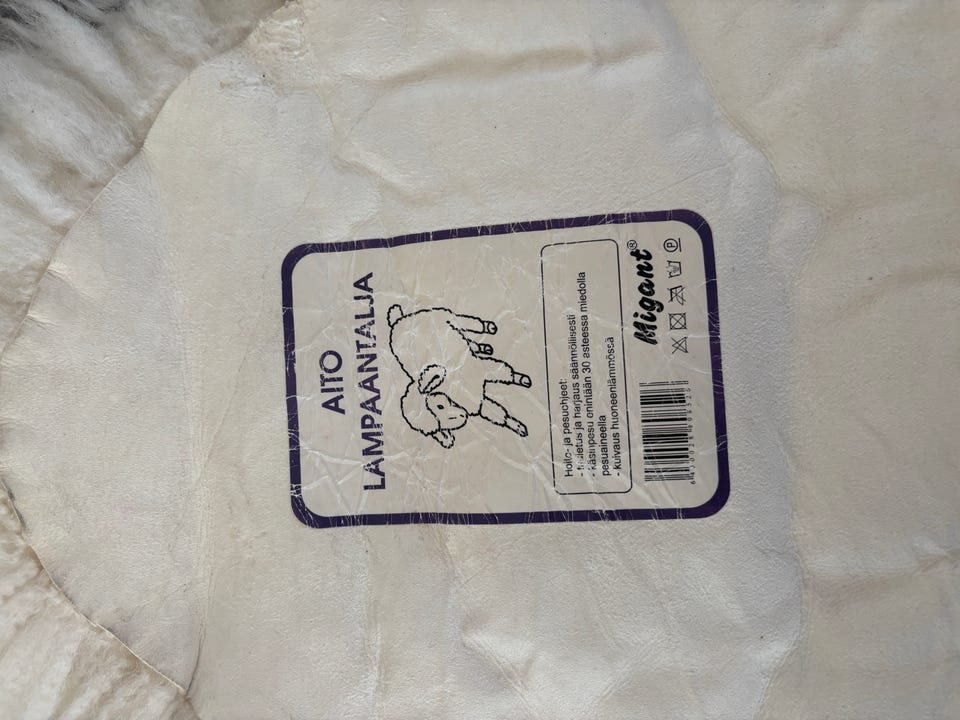 AITO
LAMPAANTALJA
Hoito- ja pesuohjeet:
- tuuletus ja harjaus säännöllisesti
- käsinpesu enintään 30 asteessa miedolla
pesuaineella
- kuivaus huoneenlämmössä
Migant®
P